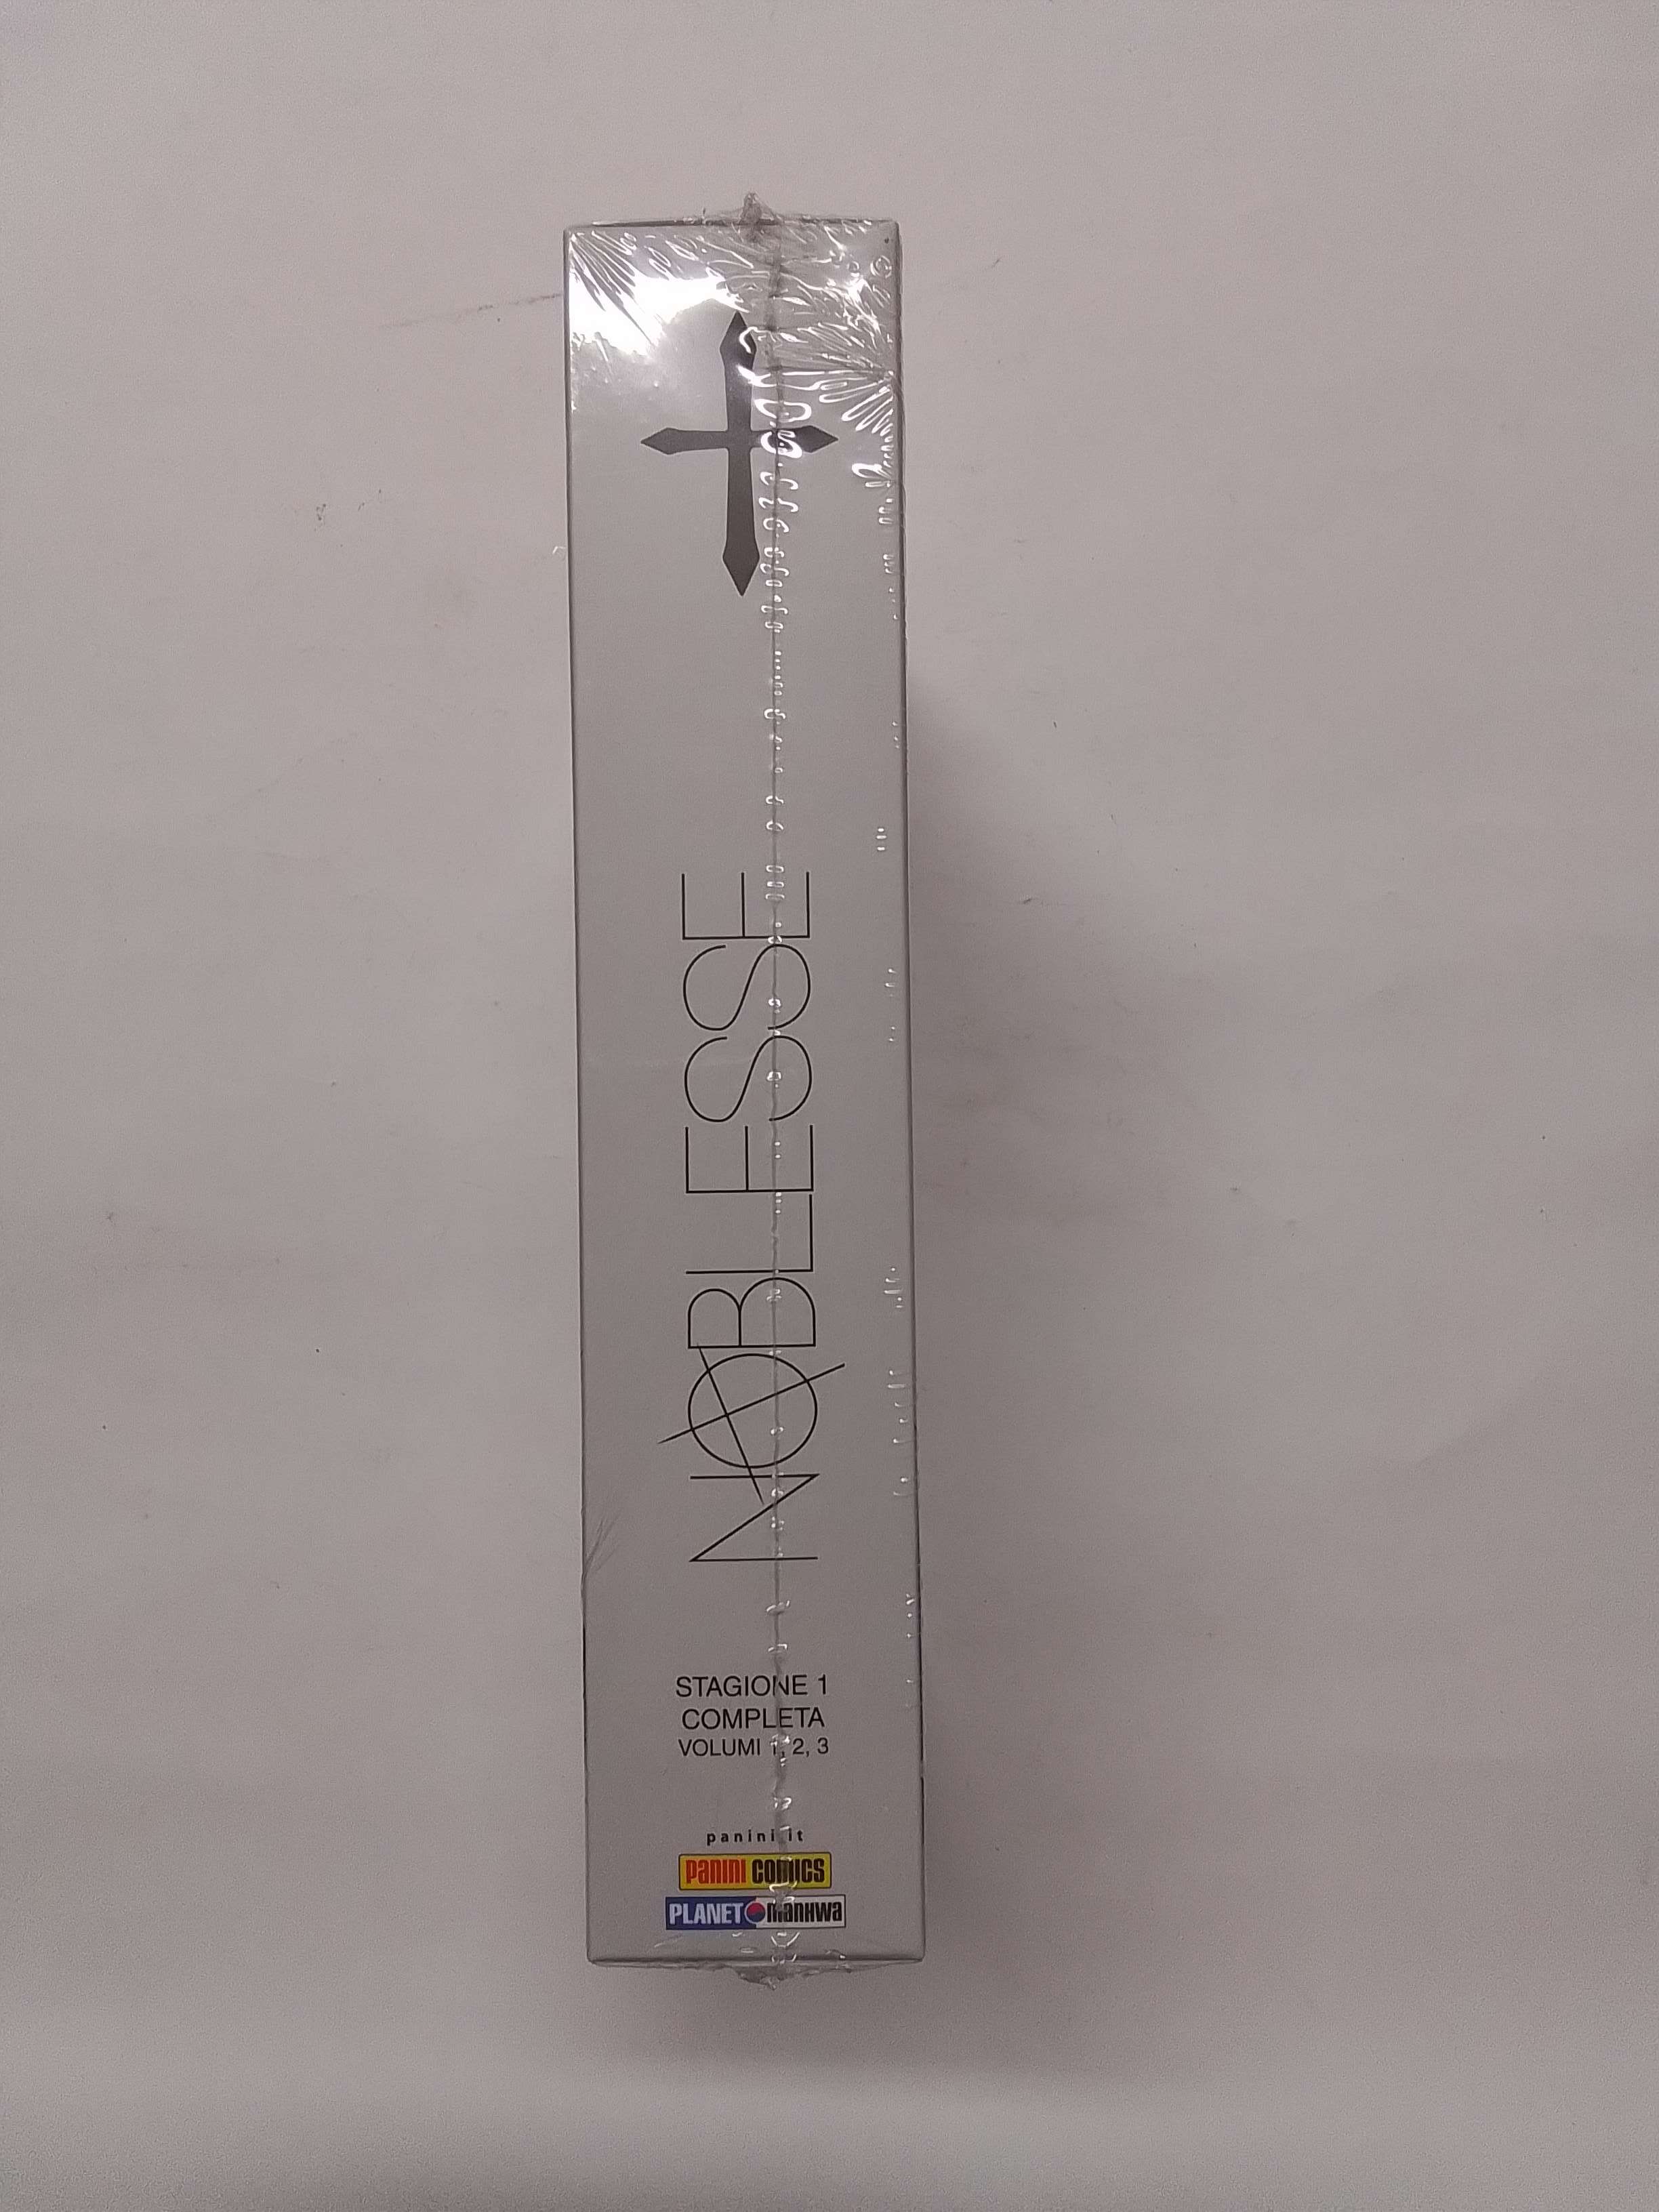 NOBLESSE
STAGIONE 1
COMPLETA
VOLUMI 1, 2, 3
panini.it
PANINI COMICS
PLANET MANHWA